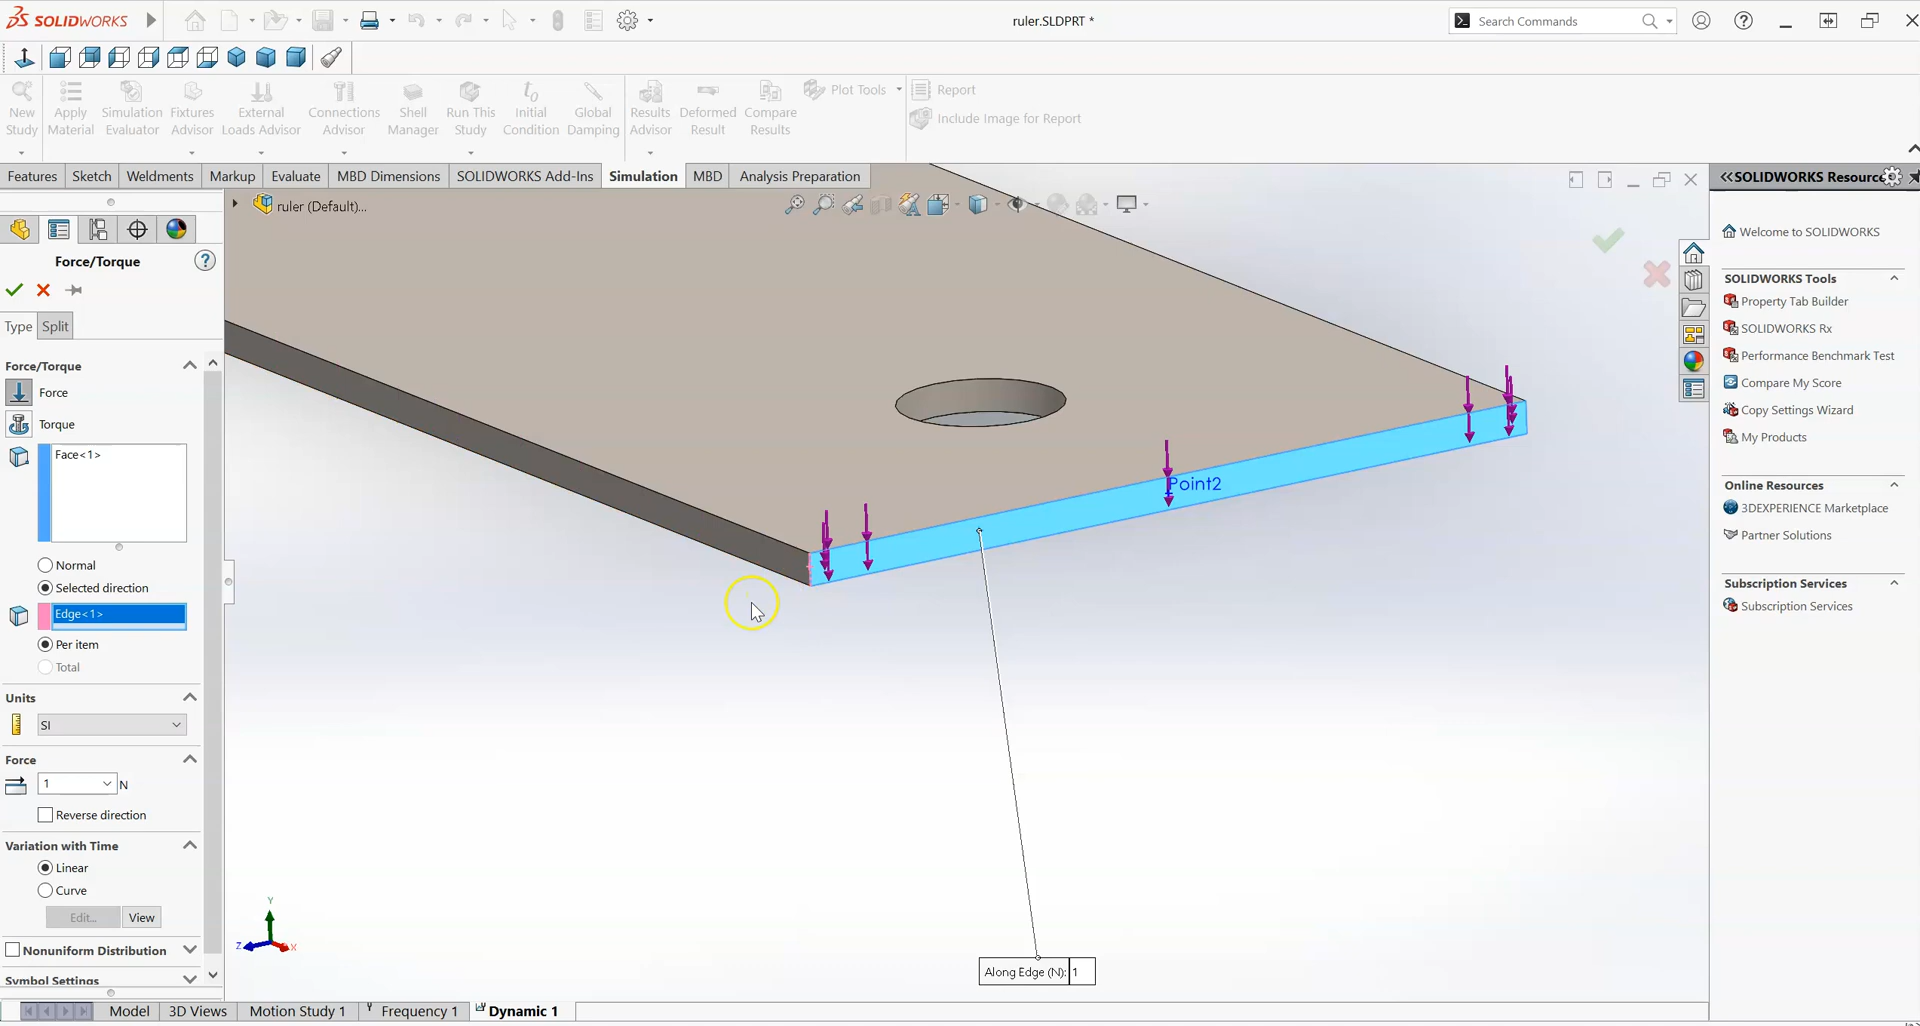 SOLIDWORKS
ruler.SLDPRT *
Search Commands
New Study
Apply Material
Simulation Evaluator
Fixtures Advisor
External Loads Advisor
Connections Advisor
Shell Manager
Run This Study
Initial Condition
Global Damping
Results Advisor
Deformed Result
Compare Results
Plot Tools
Report
Include Image for Report
Features
Sketch
Weldments
Markup
Evaluate
MBD Dimensions
SOLIDWORKS Add-Ins
Simulation
MBD
Analysis Preparation
ruler (Default)...
Force/Torque
?
Type
Split
Force/Torque
Force
Torque
Face<1>
Normal
Selected direction
Edge<1>
Per item
Total
Units
SI
Force
1
N
Reverse direction
Variation with Time
Linear
Curve
Edit...
View
Nonuniform Distribution
Symbol Settings
Point2
Along Edge (N): 1
Y
Z
X
SOLIDWORKS Resourc
Welcome to SOLIDWORKS
SOLIDWORKS Tools
Property Tab Builder
SOLIDWORKS Rx
Performance Benchmark Test
Compare My Score
Copy Settings Wizard
My Products
Online Resources
3DEXPERIENCE Marketplace
Partner Solutions
Subscription Services
Subscription Services
Model
3D Views
Motion Study 1
Frequency 1
Dynamic 1